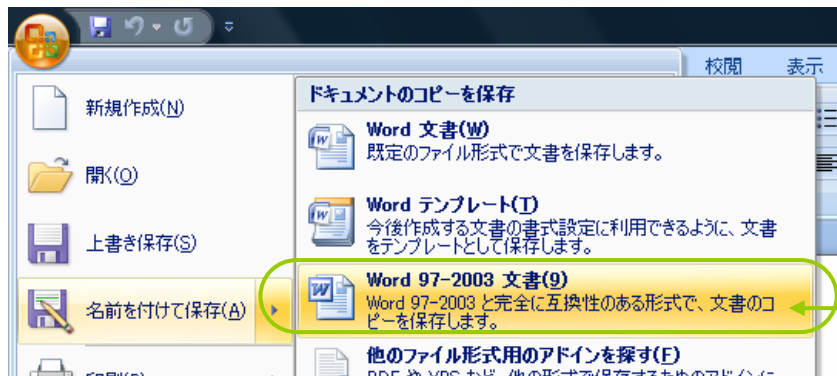 校閲 表示
新規作成(N)
開く(O)
上書き保存(S)
名前を付けて保存(A)
ドキュメントのコピーを保存
Word 文書(W)
既定のファイル形式で文書を保存します。
Word テンプレート(T)
今後作成する文書の書式設定に利用できるように、文書
をテンプレートとして保存します。
Word 97-2003 文書(9)
Word 97-2003 と完全に互換性のある形式で、文書のコ
ピーを保存します。
他のファイル形式用のアドインを探す(F)